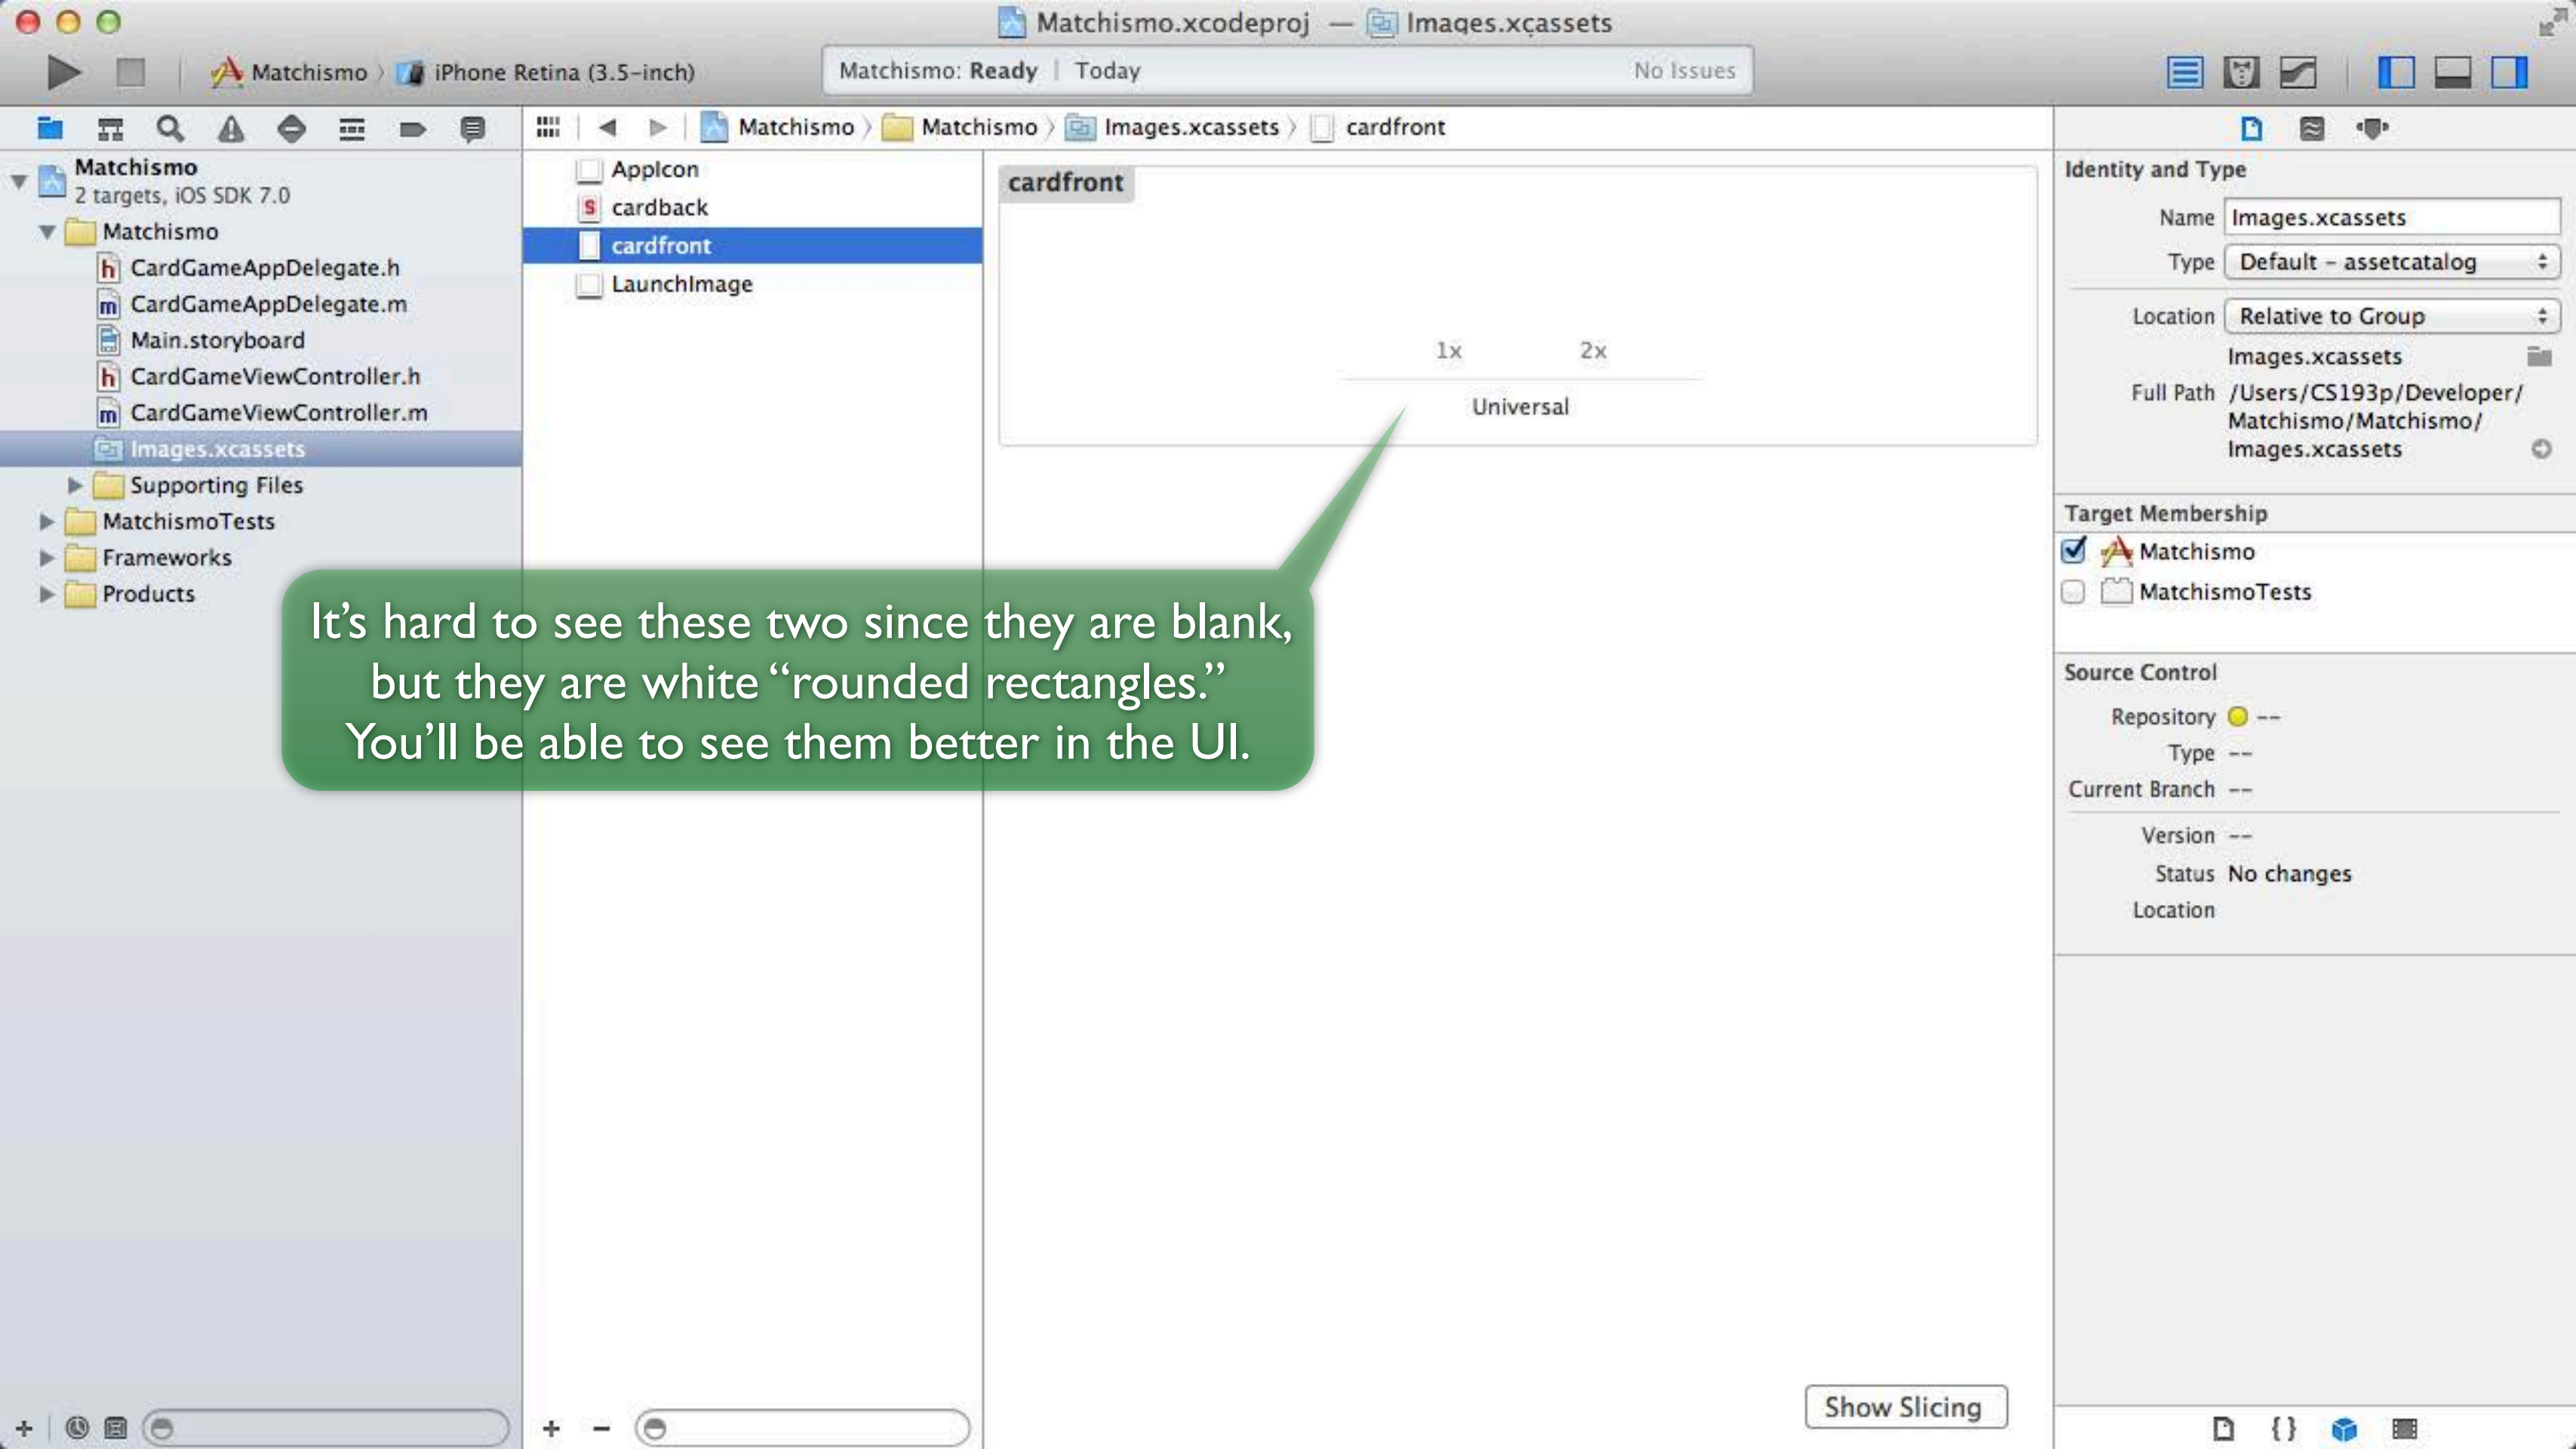 Matchismo.xcodeproj — Images.xcassets
Matchismo › iPhone Retina (3.5-inch)
Matchismo: Ready | Today
No Issues
Matchismo › Matchismo › Images.xcassets › cardfront
Matchismo
2 targets, iOS SDK 7.0
Matchismo
h CardGameAppDelegate.h
m CardGameAppDelegate.m
Main.storyboard
h CardGameViewController.h
m CardGameViewController.m
Images.xcassets
Supporting Files
MatchismoTests
Frameworks
Products
AppIcon
S cardback
cardfront
LaunchImage
cardfront
1x 2x
Universal
It's hard to see these two since they are blank,
but they are white “rounded rectangles.”
You'll be able to see them better in the UI.
Show Slicing
Identity and Type
Name Images.xcassets
Type Default - assetcatalog
Location Relative to Group
Images.xcassets
Full Path /Users/CS193p/Developer/
Matchismo/Matchismo/
Images.xcassets
Target Membership
Matchismo
MatchismoTests
Source Control
Repository --
Type --
Current Branch --
Version --
Status No changes
Location